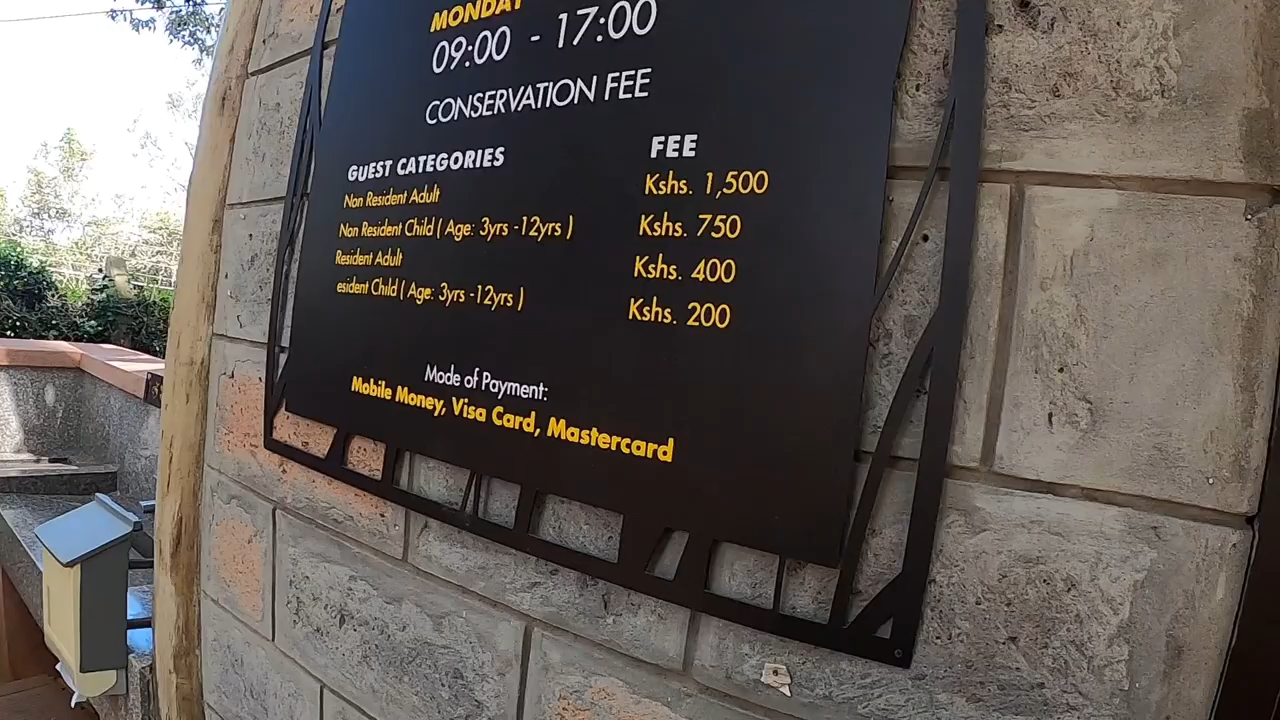 MONDAY
09:00 - 17:00
CONSERVATION FEE
GUEST CATEGORIES FEE
Non Resident Adult Kshs. 1,500
Non Resident Child ( Age: 3yrs -12yrs ) Kshs. 750
Resident Adult Kshs. 400
esident Child ( Age: 3yrs -12yrs ) Kshs. 200
Mode of Payment:
Mobile Money, Visa Card, Mastercard